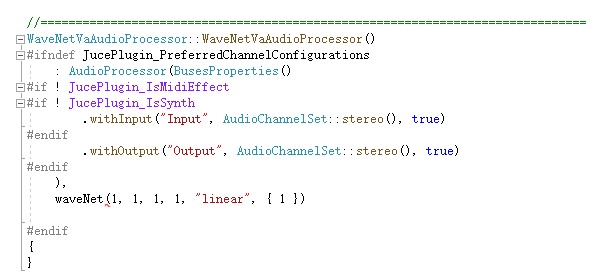 //==============================================================================
WaveNetVaAudioProcessor::WaveNetVaAudioProcessor()
#ifndef JucePlugin_PreferredChannelConfigurations
: AudioProcessor(BusesProperties()
#if ! JucePlugin_IsMidiEffect
#if ! JucePlugin_IsSynth
.withInput("Input", AudioChannelSet::stereo(), true)
#endif
.withOutput("Output", AudioChannelSet::stereo(), true)
#endif
),
waveNet(1, 1, 1, 1, "linear", { 1 })
#endif
{
}